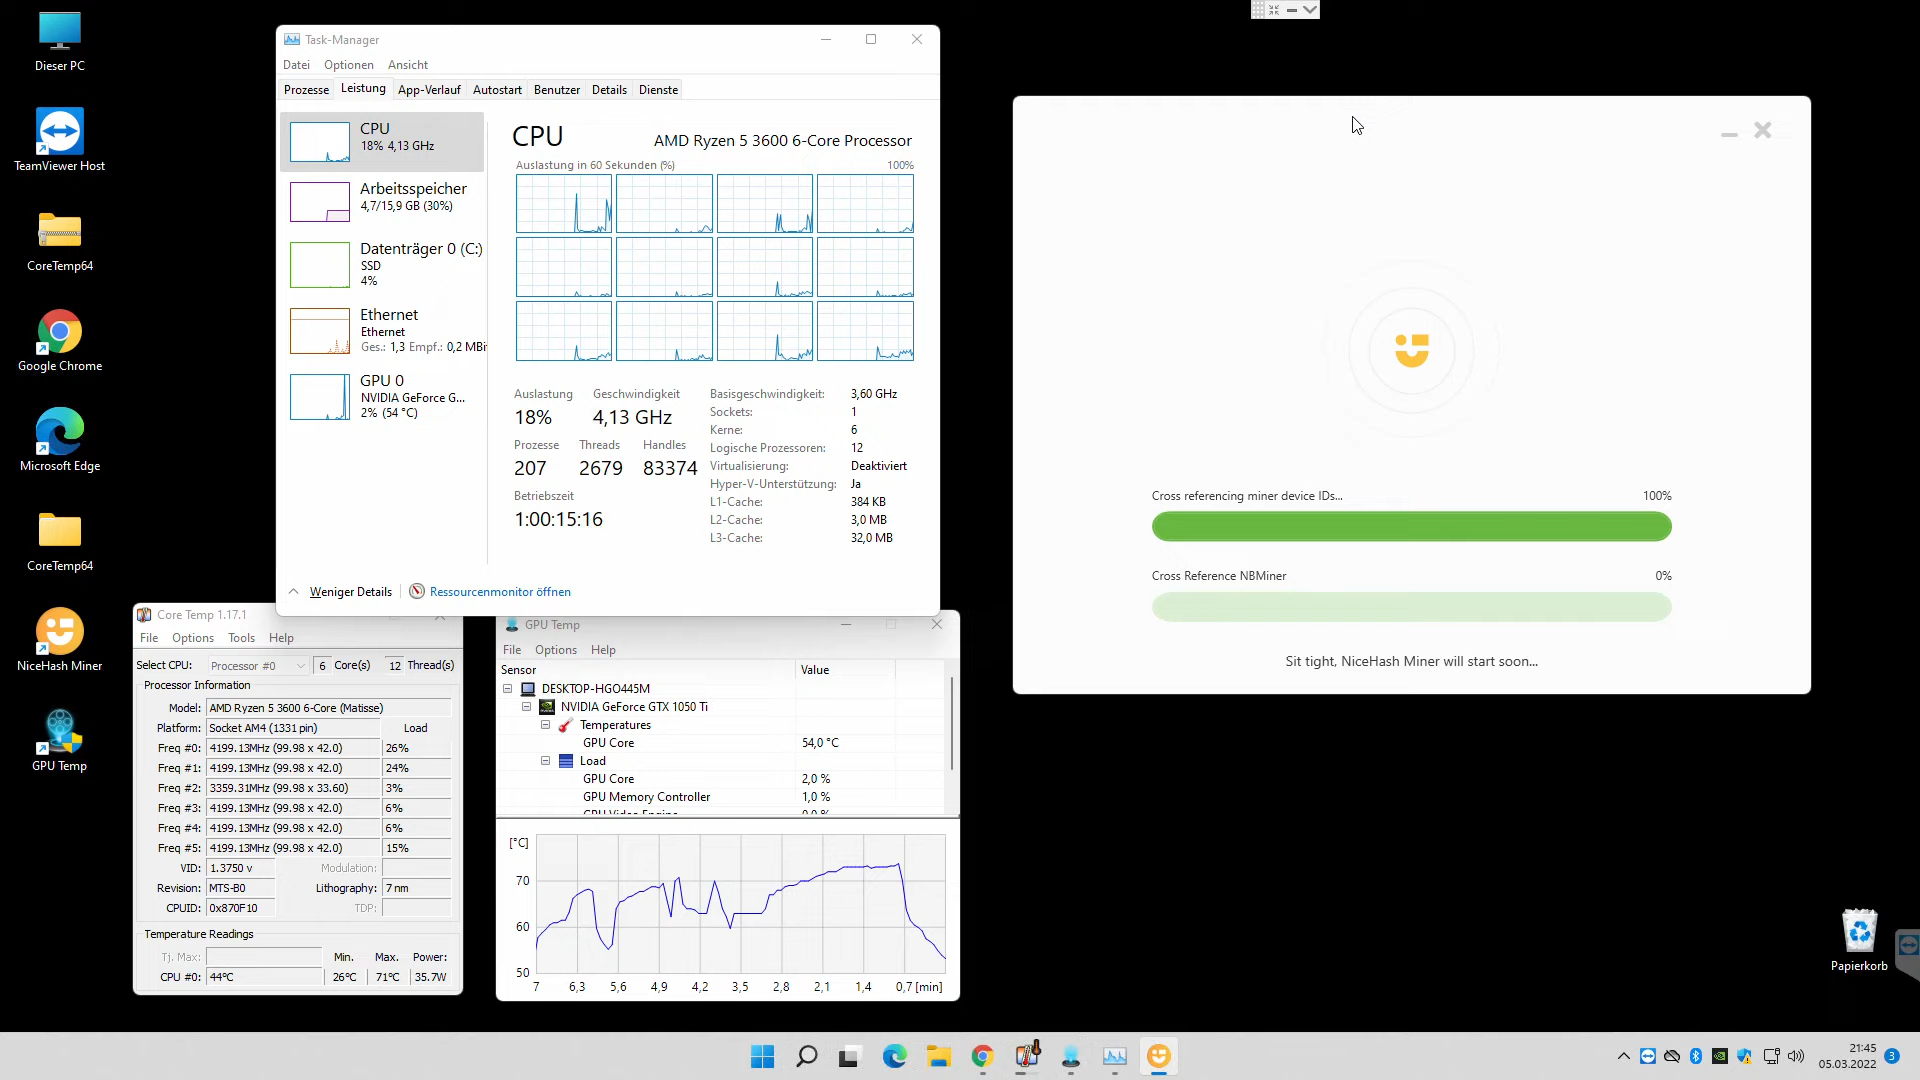 Dieser PC
TeamViewer Host
CoreTemp64
Google Chrome
Microsoft Edge
CoreTemp64
NiceHash Miner
GPU Temp
Task-Manager
Datei Optionen Ansicht
Prozesse Leistung App-Verlauf Autostart Benutzer Details Dienste
CPU
18% 4,13 GHz
Arbeitsspeicher
4,7/15,9 GB (30%)
Datenträger 0 (C:)
SSD
4%
Ethernet
Ethernet
Ges.: 1,3 Empf.: 0,2 MBi
GPU 0
NVIDIA GeForce G...
2% (54 °C)
CPU
AMD Ryzen 5 3600 6-Core Processor
Auslastung in 60 Sekunden (%) 100%
Auslastung Geschwindigkeit
18% 4,13 GHz
Prozesse Threads Handles
207 2679 83374
Betriebszeit
1:00:15:16
Basisgeschwindigkeit: 3,60 GHz
Sockets: 1
Kerne: 6
Logische Prozessoren: 12
Virtualisierung: Deaktiviert
Hyper-V-Unterstützung: Ja
L1-Cache: 384 KB
L2-Cache: 3,0 MB
L3-Cache: 32,0 MB
Weniger Details Ressourcenmonitor öffnen
Core Temp 1.17.1
File Options Tools Help
Select CPU: Processor #0 6 Core(s) 12 Thread(s)
Processor Information
Model: AMD Ryzen 5 3600 6-Core (Matisse)
Platform: Socket AM4 (1331 pin) Load
Freq #0: 4199.13MHz (99.98 x 42.0) 26%
Freq #1: 4199.13MHz (99.98 x 42.0) 24%
Freq #2: 3359.31MHz (99.98 x 33.60) 3%
Freq #3: 4199.13MHz (99.98 x 42.0) 6%
Freq #4: 4199.13MHz (99.98 x 42.0) 6%
Freq #5: 4199.13MHz (99.98 x 42.0) 15%
VID: 1.3750 v Modulation:
Revision: MTS-B0 Lithography: 7 nm
CPUID: 0x870F10 TDP:
Temperature Readings
Tj. Max: Min. Max. Power:
CPU #0: 44°C 26°C 71°C 35.7W
GPU Temp
File Options Help
Sensor Value
DESKTOP-HGO445M
NVIDIA GeForce GTX 1050 Ti
Temperatures
GPU Core 54,0 °C
Load
GPU Core 2,0 %
GPU Memory Controller 1,0 %
GPU Video Engine 0,0 %
[°C]
70
60
50
7 6,3 5,6 4,9 4,2 3,5 2,8 2,1 1,4 0,7 [min]
Cross referencing miner device IDs... 100%
Cross Reference NBMiner 0%
Sit tight, NiceHash Miner will start soon...
Papierkorb
21:45
05.03.2022
3